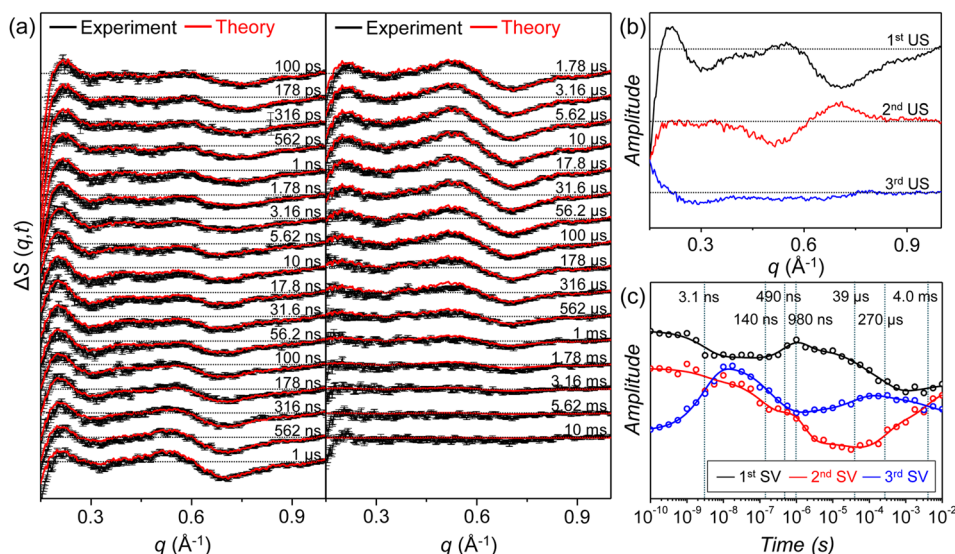 (a)
Experiment Theory
Experiment Theory
100 ps
178 ps
316 ps
562 ps
1 ns
1.78 ns
3.16 ns
5.62 ns
10 ns
17.8 ns
31.6 ns
56.2 ns
100 ns
178 ns
316 ns
562 ns
1 µs
1.78 µs
3.16 µs
5.62 µs
10 µs
17.8 µs
31.6 µs
56.2 µs
100 µs
178 µs
316 µs
562 µs
1 ms
1.78 ms
3.16 ms
5.62 ms
10 ms
ΔS (q,t)
0.3 0.6 0.9
0.3 0.6 0.9
q (Å-1)
q (Å-1)
(b)
1st US
2nd US
3rd US
Amplitude
0.3 0.6 0.9
q (Å-1)
(c)
3.1 ns 490 ns 39 µs 4.0 ms
140 ns 980 ns 270 µs
Amplitude
1st SV 2nd SV 3rd SV
10-10 10-9 10-8 10-7 10-6 10-5 10-4 10-3 10-2
Time (s)